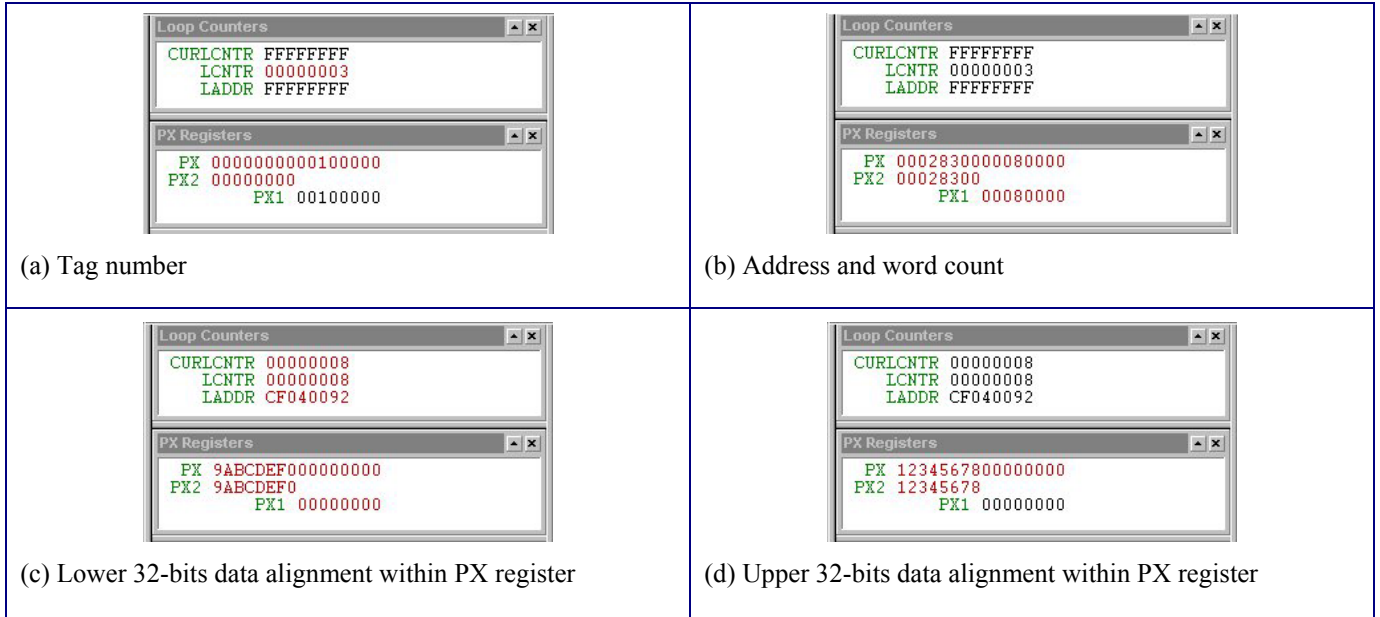 Loop Counters
CURLCNTR FFFFFFFF
LCNTR 00000003
LADDR FFFFFFFF
PX Registers
PX 0000000000100000
PX2 00000000
PX1 00100000
(a) Tag number
Loop Counters
CURLCNTR FFFFFFFF
LCNTR 00000003
LADDR FFFFFFFF
PX Registers
PX 0002830000080000
PX2 00028300
PX1 00080000
(b) Address and word count
Loop Counters
CURLCNTR 00000008
LCNTR 00000008
LADDR CF040092
PX Registers
PX 9ABCDEF000000000
PX2 9ABCDEF0
PX1 00000000
(c) Lower 32-bits data alignment within PX register
Loop Counters
CURLCNTR 00000008
LCNTR 00000008
LADDR CF040092
PX Registers
PX 1234567800000000
PX2 12345678
PX1 00000000
(d) Upper 32-bits data alignment within PX register